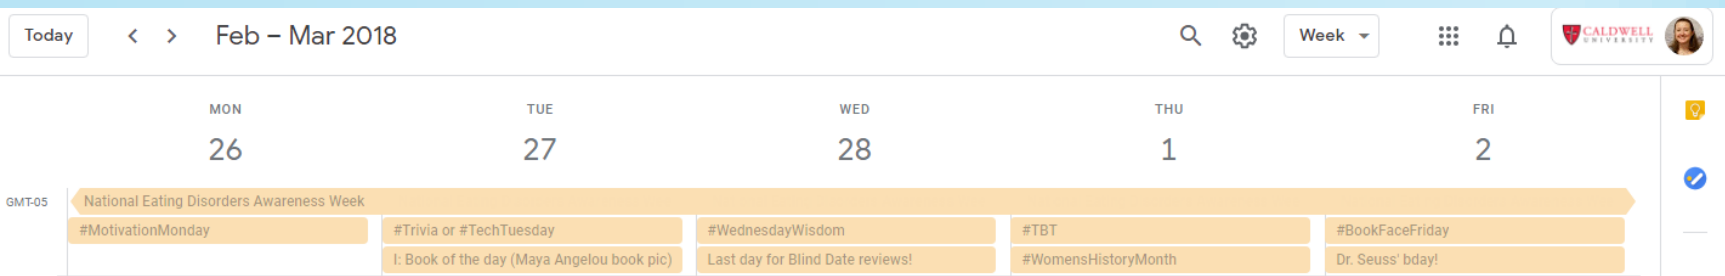 Today
Feb – Mar 2018
Week
CALDWELL
UNIVERSITY
MON
TUE
WED
THU
FRI
26
27
28
1
2
GMT-05
National Eating Disorders Awareness Week
#MotivationMonday
#Trivia or #TechTuesday
#WednesdayWisdom
#TBT
#BookFaceFriday
I: Book of the day (Maya Angelou book pic)
Last day for Blind Date reviews!
#WomensHistoryMonth
Dr. Seuss' bday!